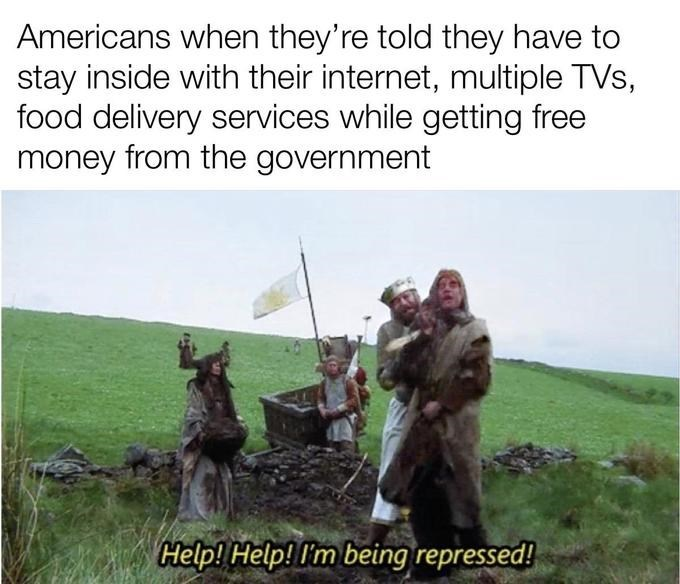 Americans when they’re told they have to
stay inside with their internet, multiple TVs,
food delivery services while getting free
money from the government
Help! Help! I'm being repressed!